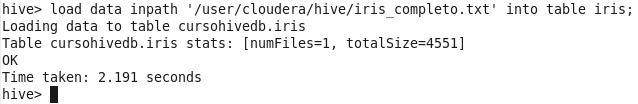 hive> load data inpath '/user/cloudera/hive/iris_completo.txt' into table iris;
Loading data to table cursohivedb.iris
Table cursohivedb.iris stats: [numFiles=1, totalSize=4551]
OK
Time taken: 2.191 seconds
hive>